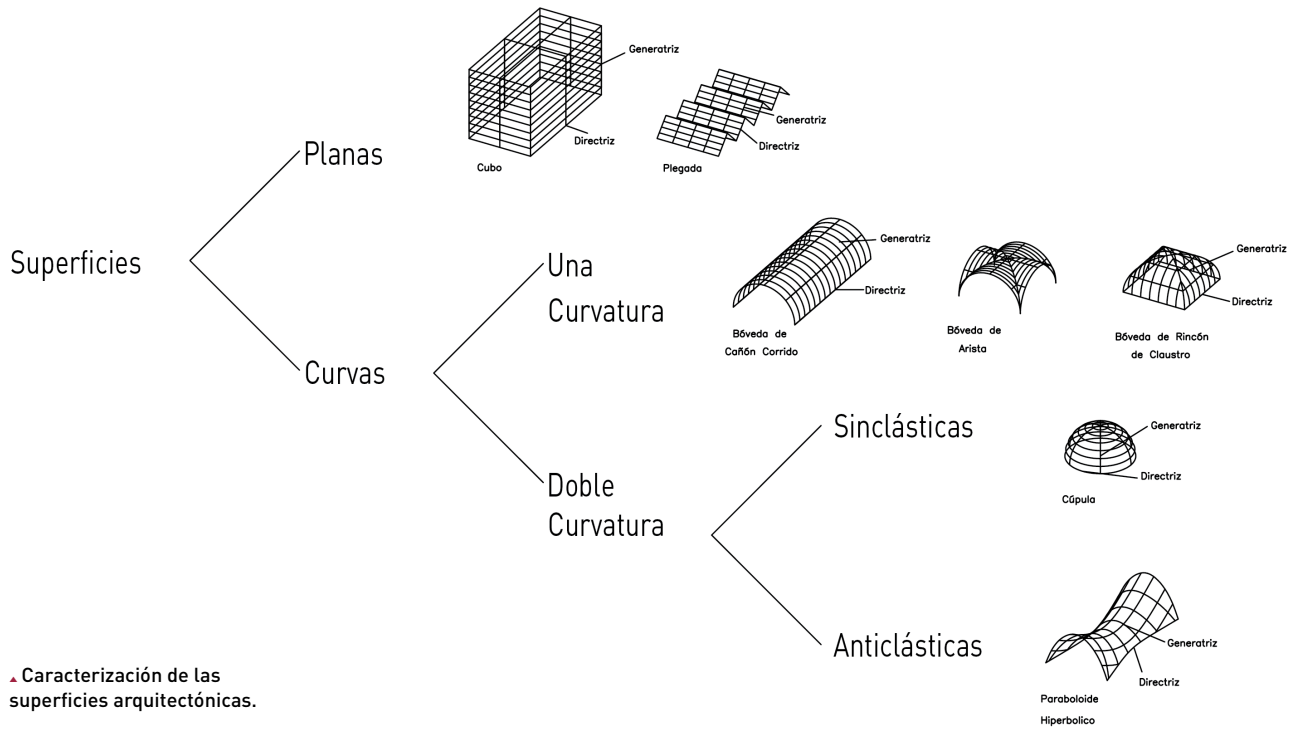 Generatriz
Directriz
Cubo
Generatriz
Directriz
Plegada
Planas
Superficies
Curvas
Una
Curvatura
Generatriz
Directriz
Bóveda de
Cañón Corrido
Bóveda de
Arista
Generatriz
Directriz
Bóveda de Rincón
de Claustro
Doble
Curvatura
Sinclásticas
Generatriz
Directriz
Cúpula
Anticlásticas
Generatriz
Directriz
Paraboloide
Hiperbolico
Caracterización de las
superficies arquitectónicas.